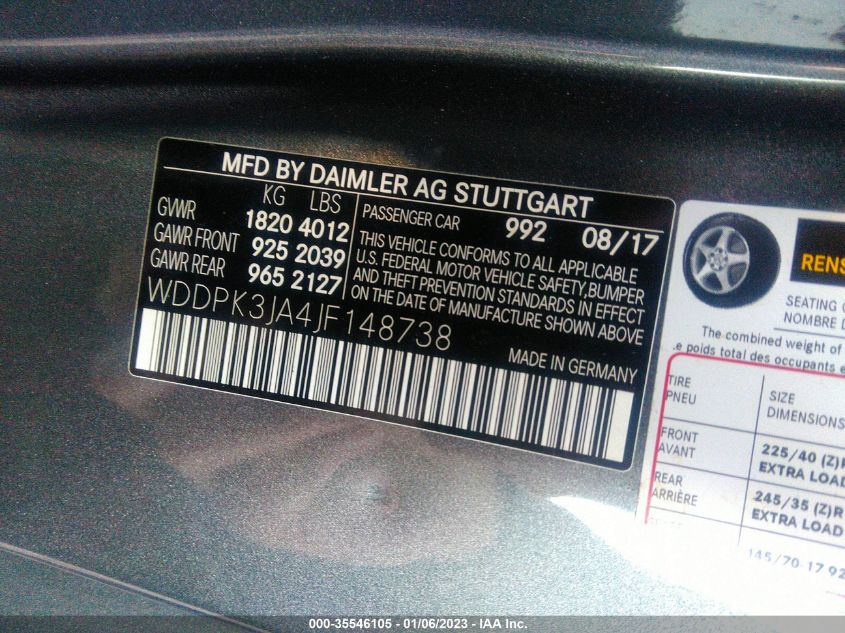 MFD BY DAIMLER AG STUTTGART
KG LBS
GVWR 1820 4012
GAWR FRONT 925 2039
GAWR REAR 965 2127
PASSENGER CAR 992 08/17
THIS VEHICLE CONFORMS TO ALL APPLICABLE
U.S. FEDERAL MOTOR VEHICLE SAFETY,BUMPER
AND THEFT PREVENTION STANDARDS IN EFFECT
ON THE DATE OF MANUFACTURE SHOWN ABOVE
WDDPK3JA4JF148738
MADE IN GERMANY
RENS
SEATING
NOMBRE D
The combined weight of
.e poids total des occupants e
TIRE
PNEU
SIZE
DIMENSIONS
FRONT
AVANT
225/40 (Z)R
EXTRA LOAD
REAR
ARRIÈRE
245/35 (Z)R
EXTRA LOAD
145/70-17 92
000-35546105 - 01/06/2023 - IAA Inc.